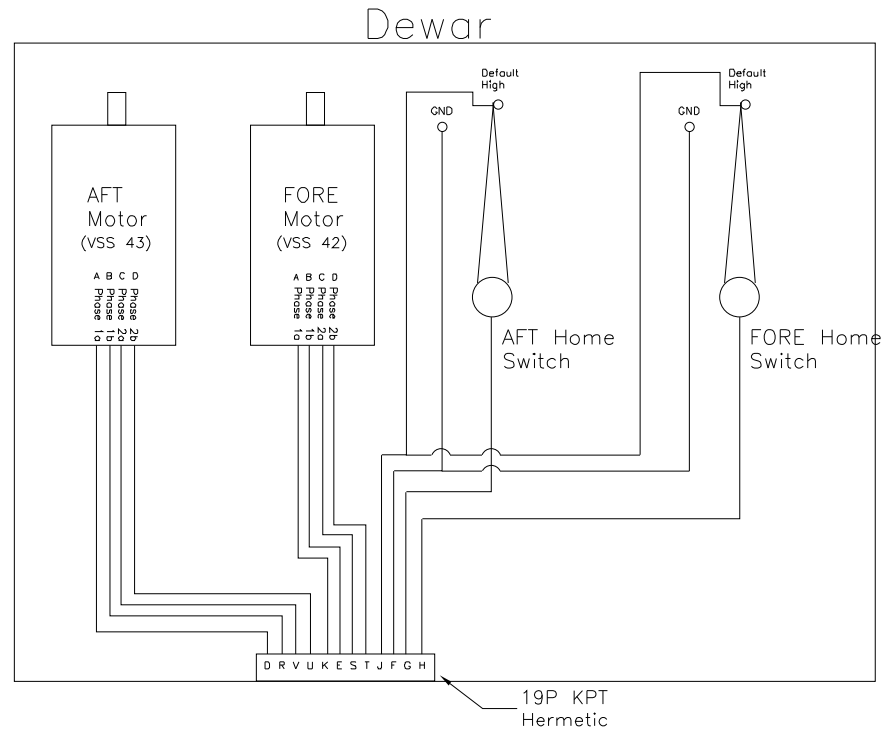 Dewar
Default
High
GND
Default
High
GND
AFT
Motor
(VSS 43)
FORE
Motor
(VSS 42)
A B C D
Phase 1a
Phase 1b
Phase 2a
Phase 2b
A B C D
Phase 1a
Phase 1b
Phase 2a
Phase 2b
AFT Home
Switch
FORE Home
Switch
D R V U K E S T J F G H
19P KPT
Hermetic